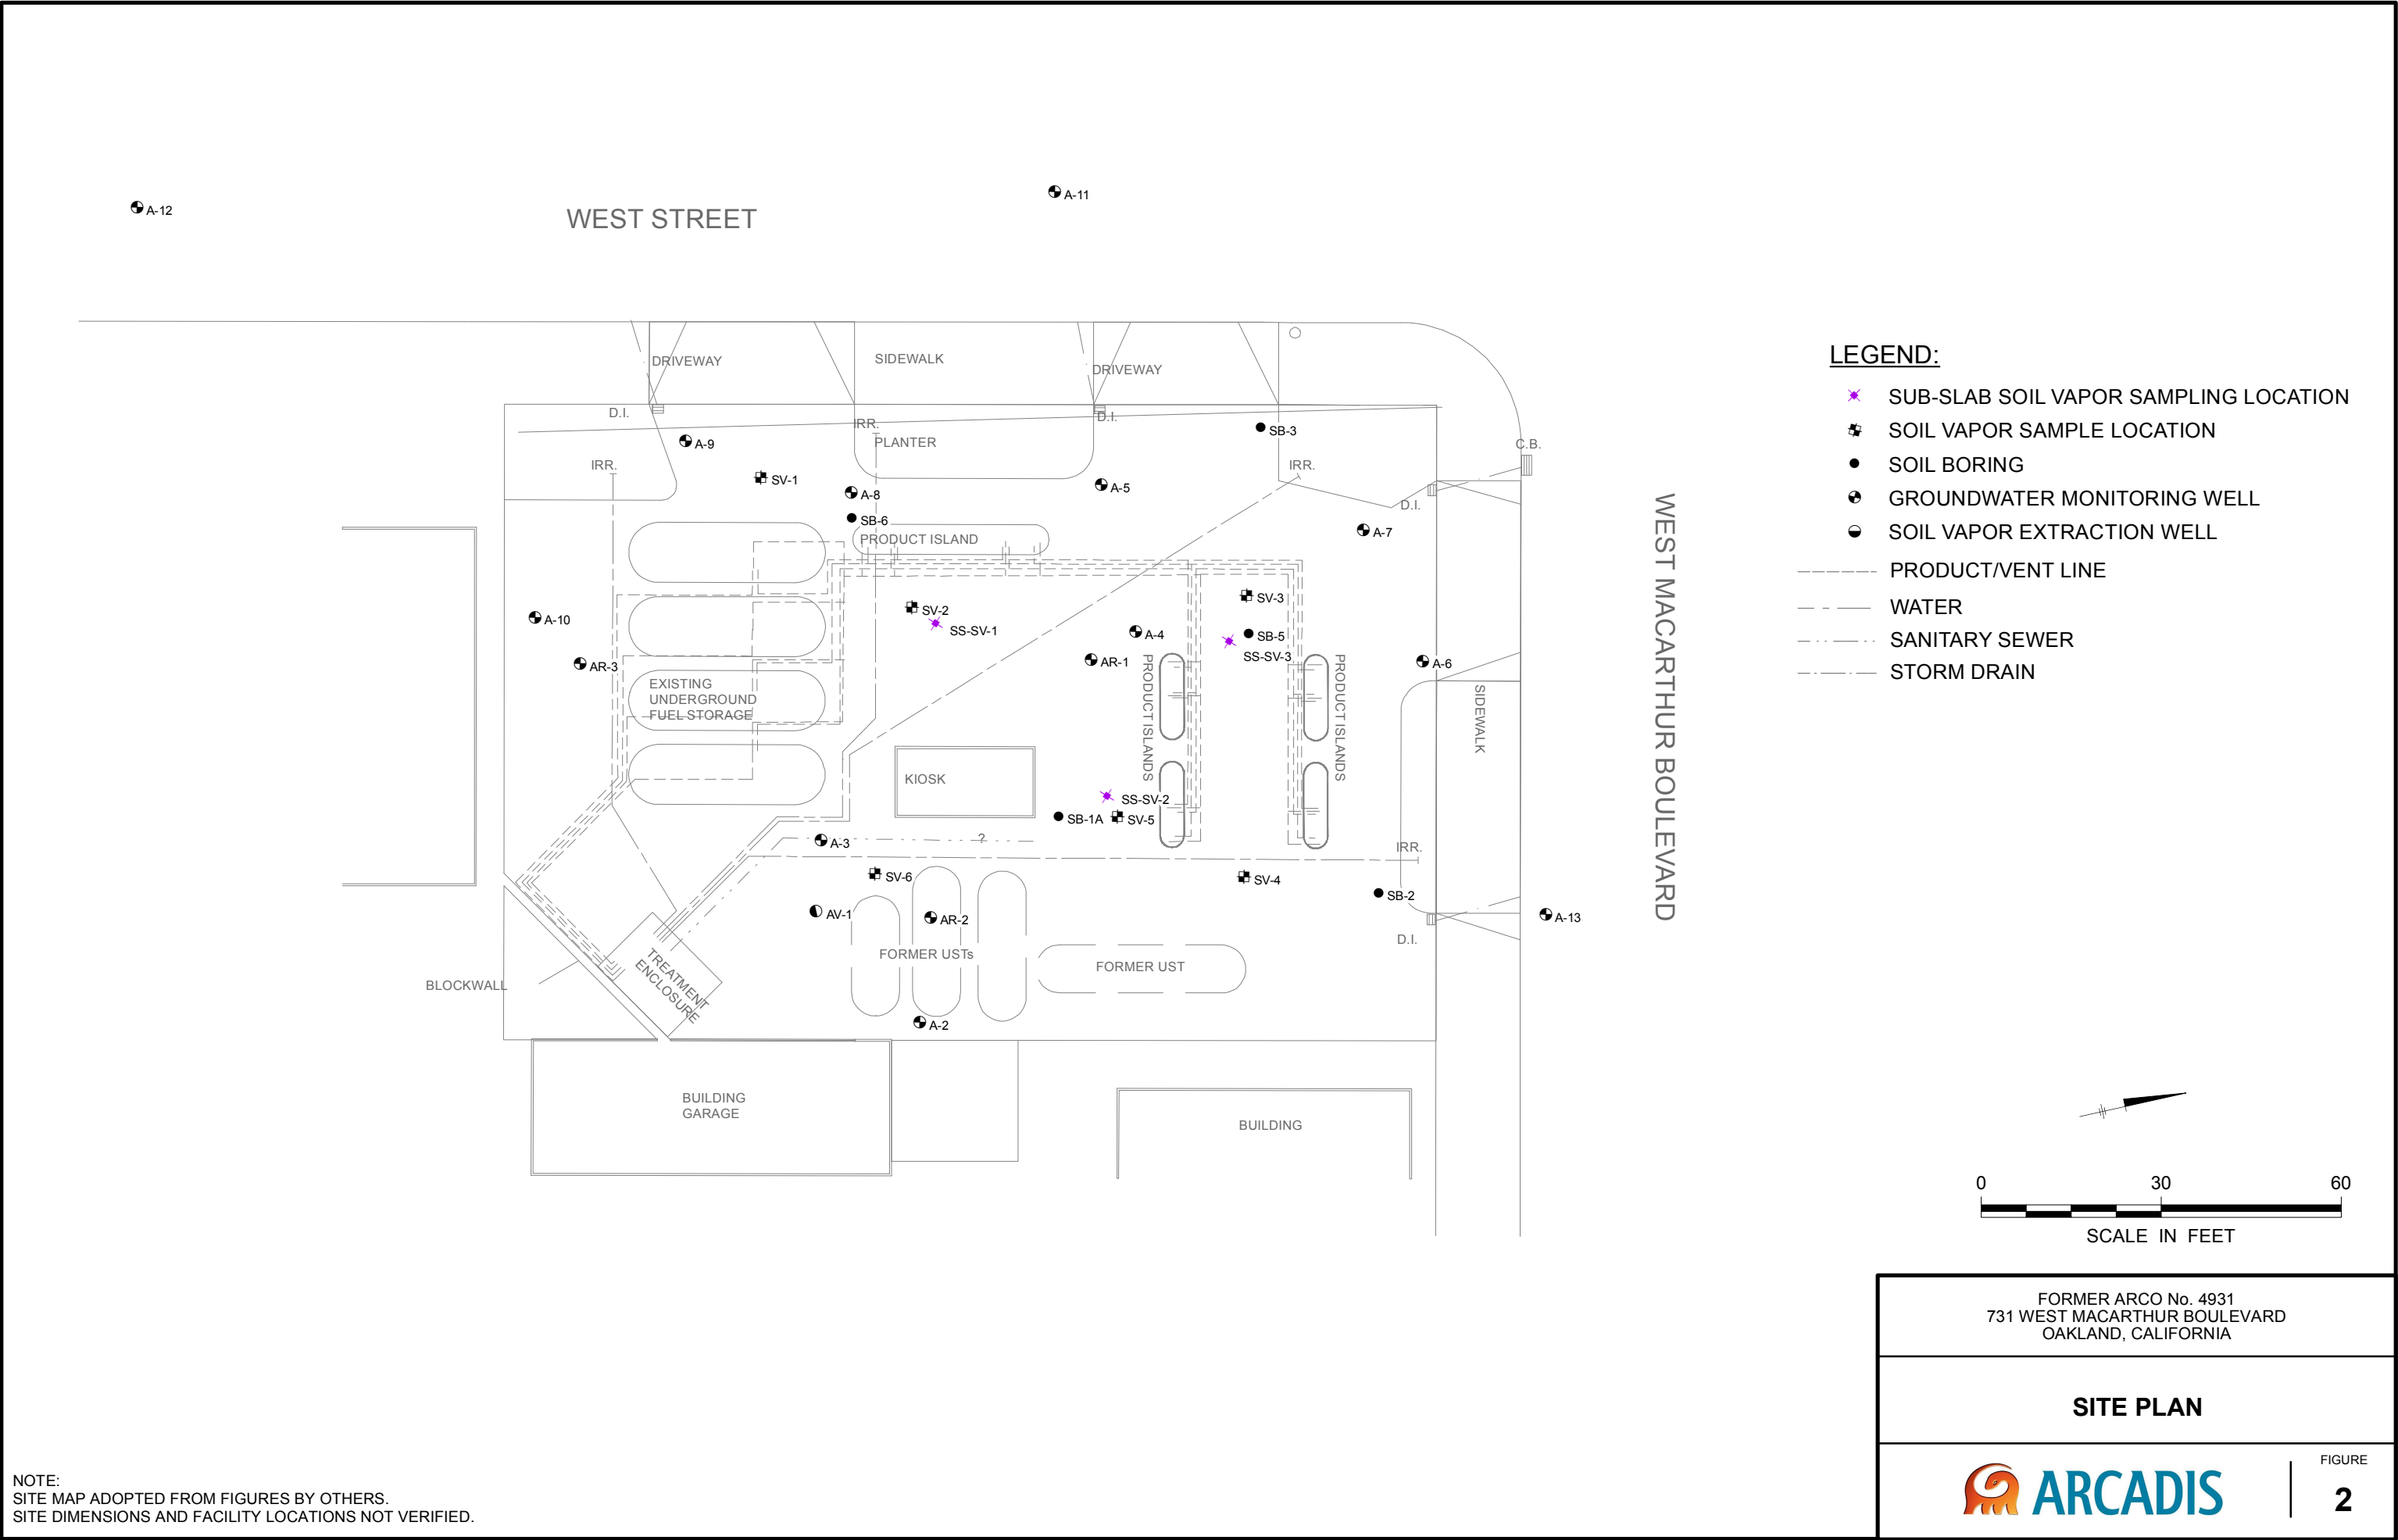 A-12
A-11
WEST STREET
DRIVEWAY
SIDEWALK
DRIVEWAY
D.I.
D.I.
IRR.
PLANTER
A-9
SB-3
C.B.
IRR.
IRR.
SV-1
A-8
A-5
D.I.
SB-6
PRODUCT ISLAND
A-7
WEST MACARTHUR BOULEVARD
SV-2
SV-3
A-10
SS-SV-1
A-4
SB-5
SS-SV-3
AR-3
AR-1
A-6
EXISTING
UNDERGROUND
FUEL STORAGE
PRODUCT ISLANDS
PRODUCT ISLANDS
SIDEWALK
KIOSK
SS-SV-2
SB-1A
SV-5
A-3
?
IRR.
SV-6
SV-4
SB-2
AV-1
AR-2
A-13
FORMER USTs
FORMER UST
D.I.
TREATMENT
ENCLOSURE
BLOCKWALL
A-2
BUILDING
GARAGE
BUILDING
LEGEND:
SUB-SLAB SOIL VAPOR SAMPLING LOCATION
SOIL VAPOR SAMPLE LOCATION
SOIL BORING
GROUNDWATER MONITORING WELL
SOIL VAPOR EXTRACTION WELL
PRODUCT/VENT LINE
WATER
SANITARY SEWER
STORM DRAIN
0 30 60
SCALE IN FEET
FORMER ARCO No. 4931
731 WEST MACARTHUR BOULEVARD
OAKLAND, CALIFORNIA
SITE PLAN
ARCADIS
FIGURE
2
NOTE:
SITE MAP ADOPTED FROM FIGURES BY OTHERS.
SITE DIMENSIONS AND FACILITY LOCATIONS NOT VERIFIED.